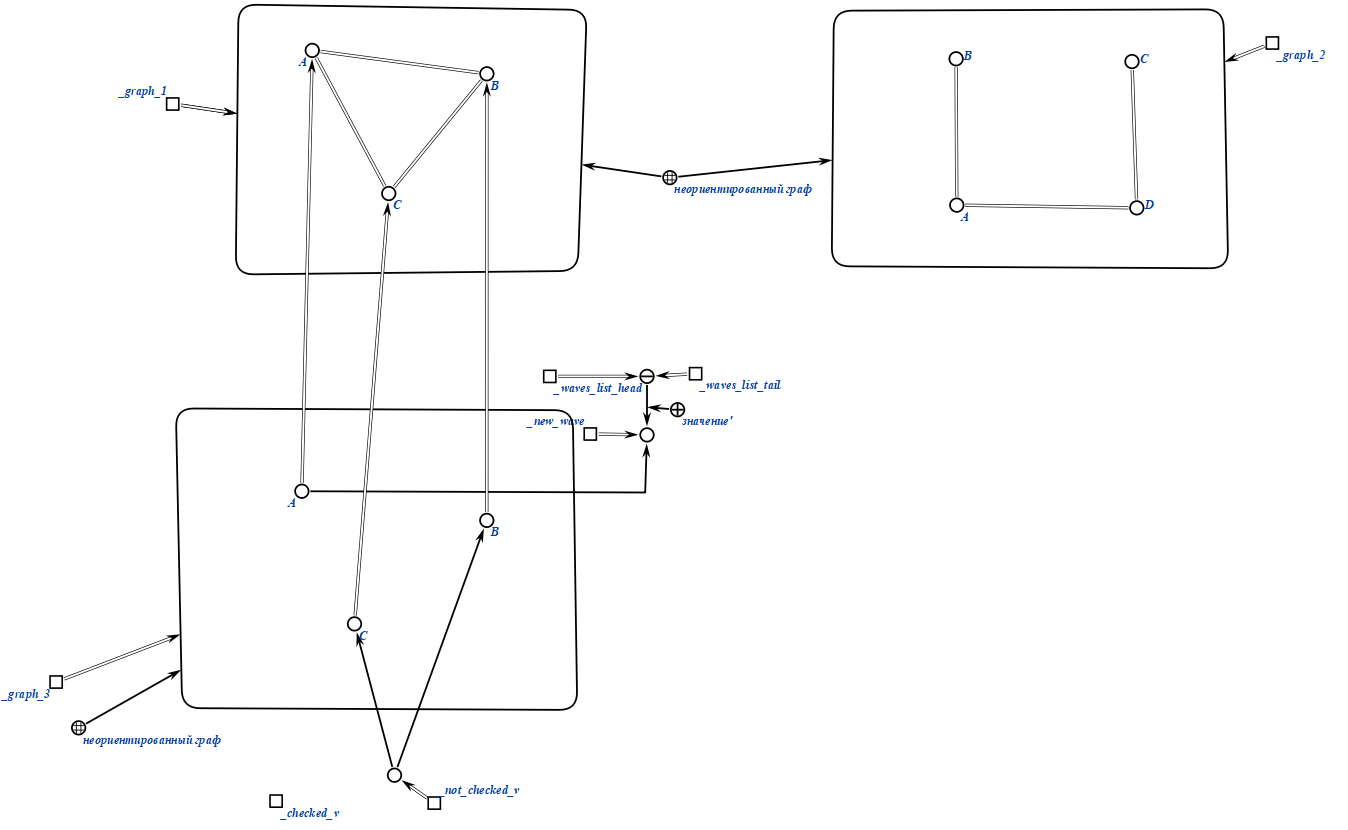 A
B
C
_graph_1
неориентированный граф
B
C
A
D
_graph_2
_waves_list_head
_waves_list_tail
_new_wave
значение'
A
B
C
_graph_3
неориентированный граф
_not_checked_v
_checked_v